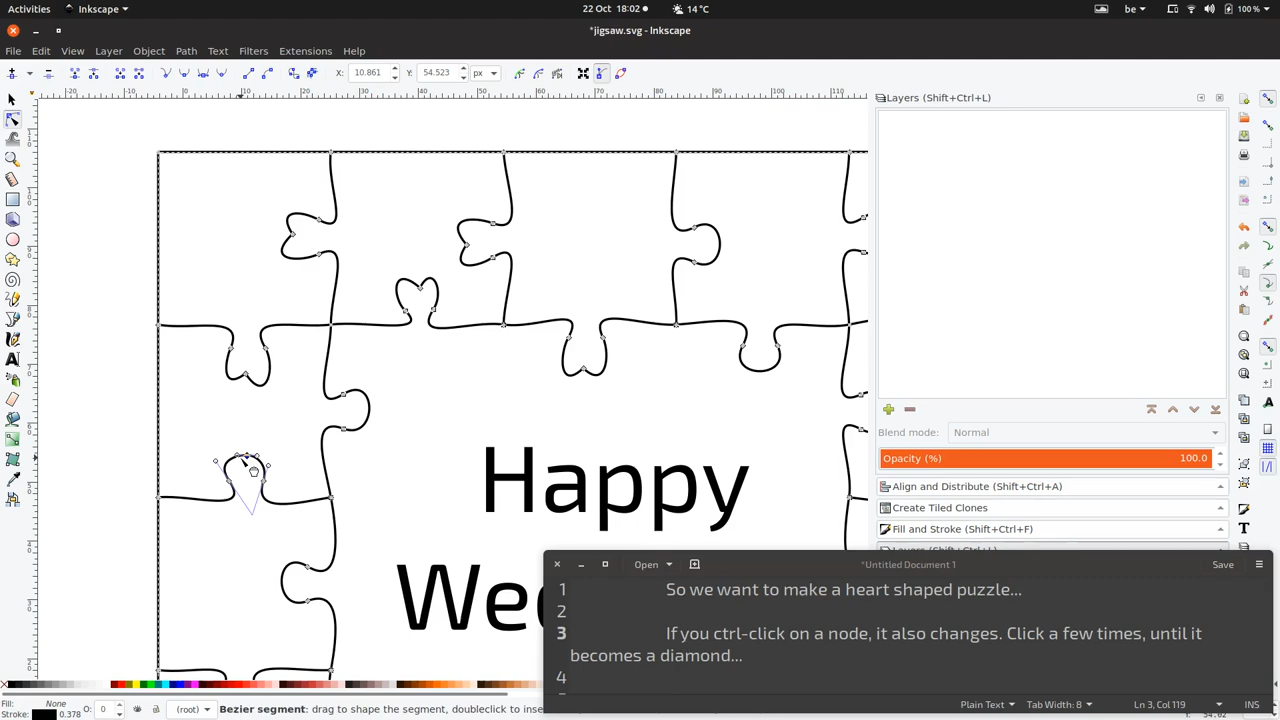 Activities
Inkscape
22 Oct 18:02
14 °C
be
100 %
*jigsaw.svg - Inkscape
File Edit View Layer Object Path Text Filters Extensions Help
X: 10.861 Y: 54.523 px
Layers (Shift+Ctrl+L)
Blend mode: Normal
Opacity (%) 100.0
Align and Distribute (Shift+Ctrl+A)
Create Tiled Clones
Fill and Stroke (Shift+Ctrl+F)
Happy
Open
*Untitled Document 1
Save
1 So we want to make a heart shaped puzzle...
2
3 If you ctrl-click on a node, it also changes. Click a few times, until it
becomes a diamond...
4
Plain Text Tab Width: 8 Ln 3, Col 119 INS
Fill: None
Stroke: 0.378
O: 0
(root)
Bezier segment: drag to shape the segment, doubleclick to inser